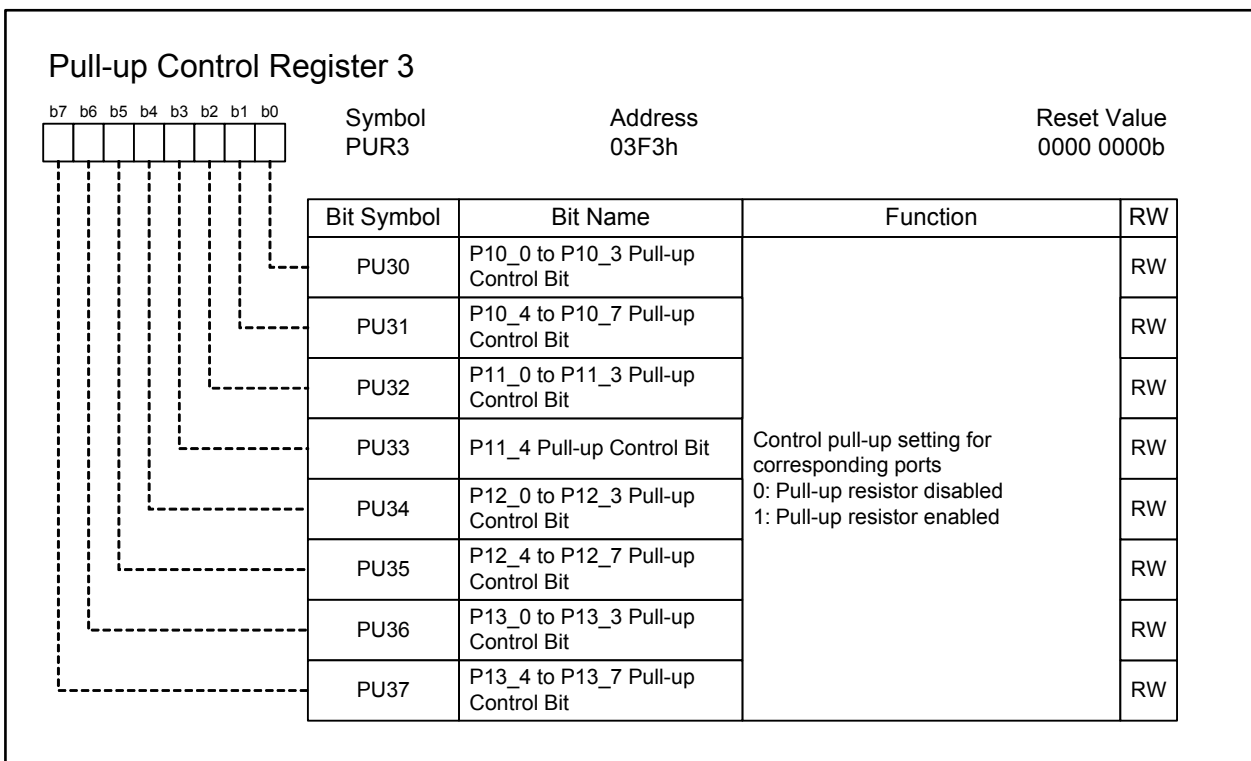 Pull-up Control Register 3
b7 b6 b5 b4 b3 b2 b1 b0
Symbol Address Reset Value
PUR3 03F3h 0000 0000b
Bit Symbol Bit Name Function RW
PU30 P10_0 to P10_3 Pull-up Control Bit RW
PU31 P10_4 to P10_7 Pull-up Control Bit RW
PU32 P11_0 to P11_3 Pull-up Control Bit RW
PU33 P11_4 Pull-up Control Bit RW
PU34 P12_0 to P12_3 Pull-up Control Bit RW
PU35 P12_4 to P12_7 Pull-up Control Bit RW
PU36 P13_0 to P13_3 Pull-up Control Bit RW
PU37 P13_4 to P13_7 Pull-up Control Bit RW
Control pull-up setting for
corresponding ports
0: Pull-up resistor disabled
1: Pull-up resistor enabled